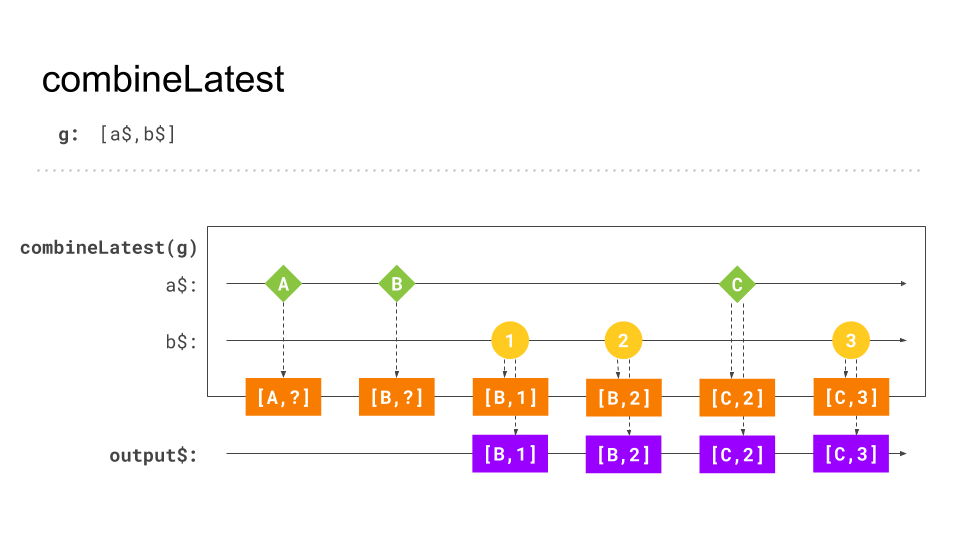 combineLatest
g: [a$,b$]
combineLatest(g)
a$: A B C
b$: 1 2 3
[A,?] [B,?] [B,1] [B,2] [C,2] [C,3]
output$: [B,1] [B,2] [C,2] [C,3]